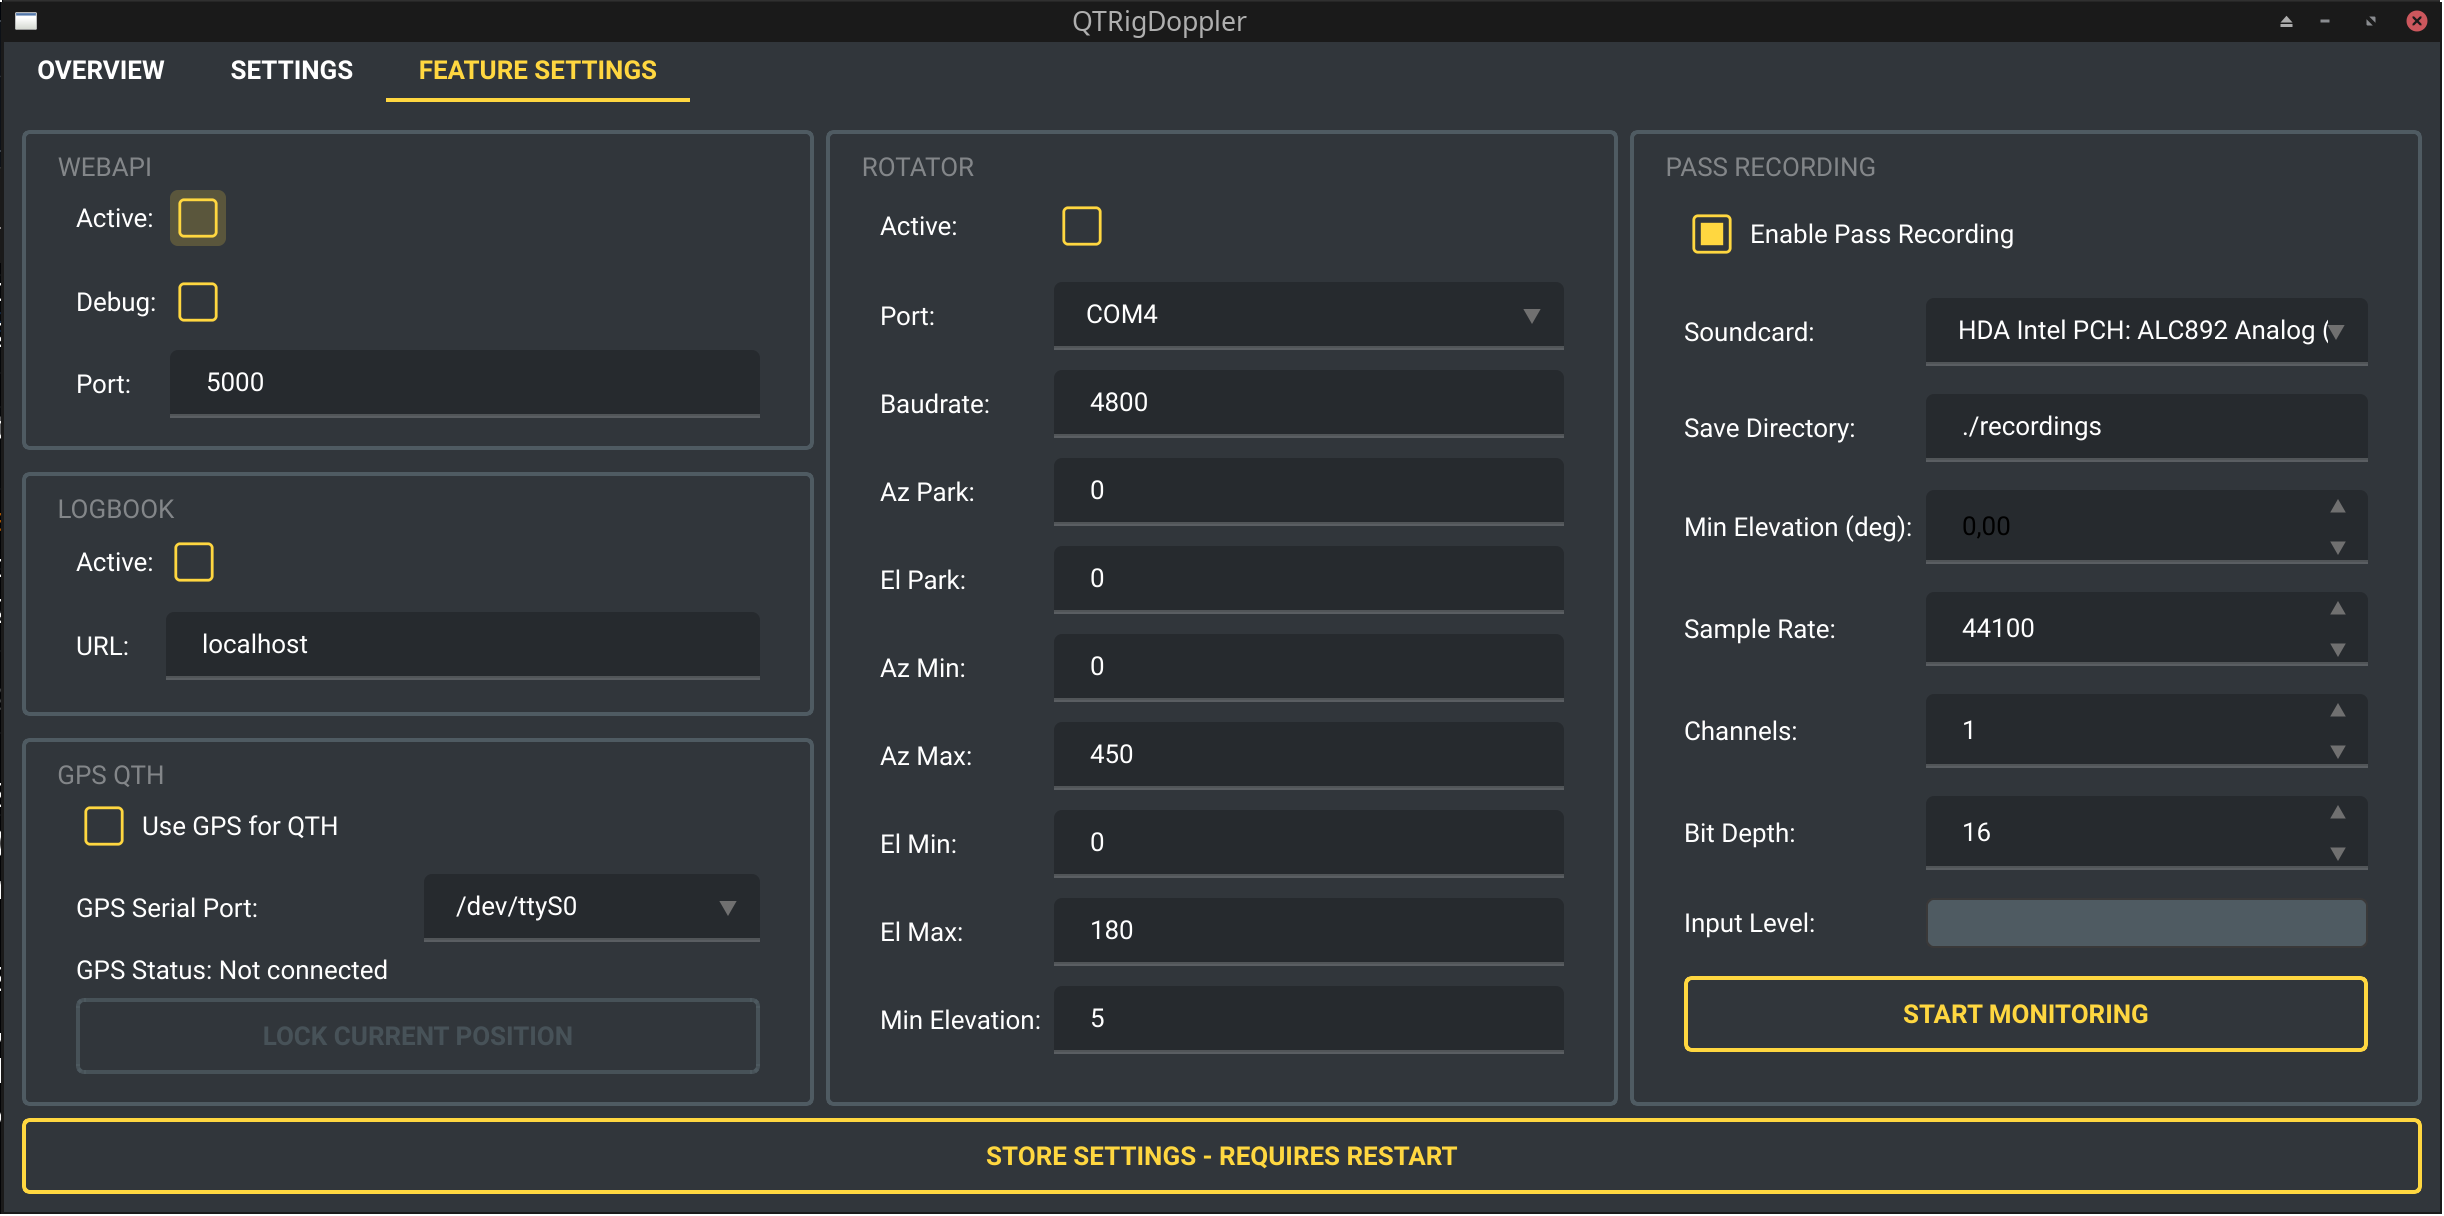 QTRigDoppler
OVERVIEW SETTINGS FEATURE SETTINGS
WEBAPI
Active:
Debug:
Port: 5000
LOGBOOK
Active:
URL: localhost
GPS QTH
Use GPS for QTH
GPS Serial Port: /dev/ttyS0
GPS Status: Not connected
LOCK CURRENT POSITION
ROTATOR
Active:
Port: COM4
Baudrate: 4800
Az Park: 0
El Park: 0
Az Min: 0
Az Max: 450
El Min: 0
El Max: 180
Min Elevation: 5
PASS RECORDING
Enable Pass Recording
Soundcard: HDA Intel PCH: ALC892 Analog (
Save Directory: ./recordings
Min Elevation (deg): 0,00
Sample Rate: 44100
Channels: 1
Bit Depth: 16
Input Level:
START MONITORING
STORE SETTINGS - REQUIRES RESTART